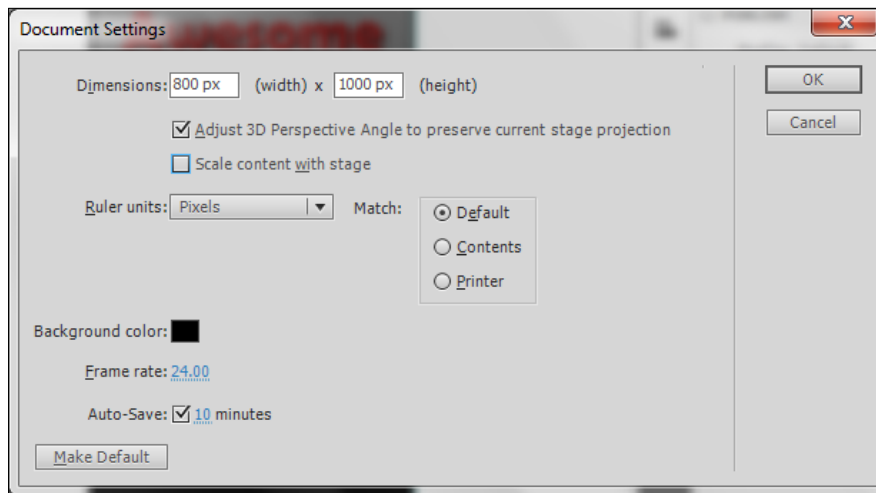 Awesome
Document Settings
Dimensions: 800 px (width) x 1000 px (height)
OK
Adjust 3D Perspective Angle to preserve current stage projection
Cancel
Scale content with stage
Ruler units: Pixels Match: Default
Contents
Printer
Background color:
Frame rate: 24.00
Auto-Save: 10 minutes
Make Default